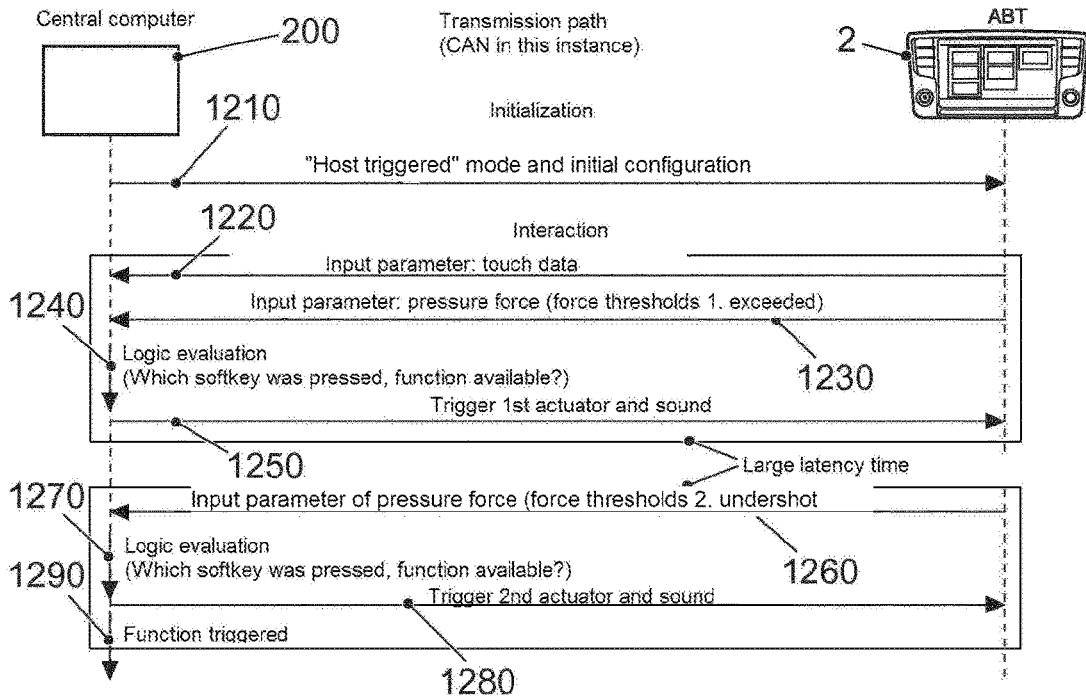 Central computer
200
Transmission path
(CAN in this instance)
2
ABT
1210
Initialization
"Host triggered" mode and initial configuration
1220
Interaction
Input parameter: touch data
1240
Input parameter: pressure force (force thresholds 1. exceeded)
Logic evaluation
(Which softkey was pressed, function available?)
1230
Trigger 1st actuator and sound
1250
Large latency time
1270
Input parameter of pressure force (force thresholds 2. undershot
Logic evaluation
(Which softkey was pressed, function available?)
1260
1290
Trigger 2nd actuator and sound
Function triggered
1280